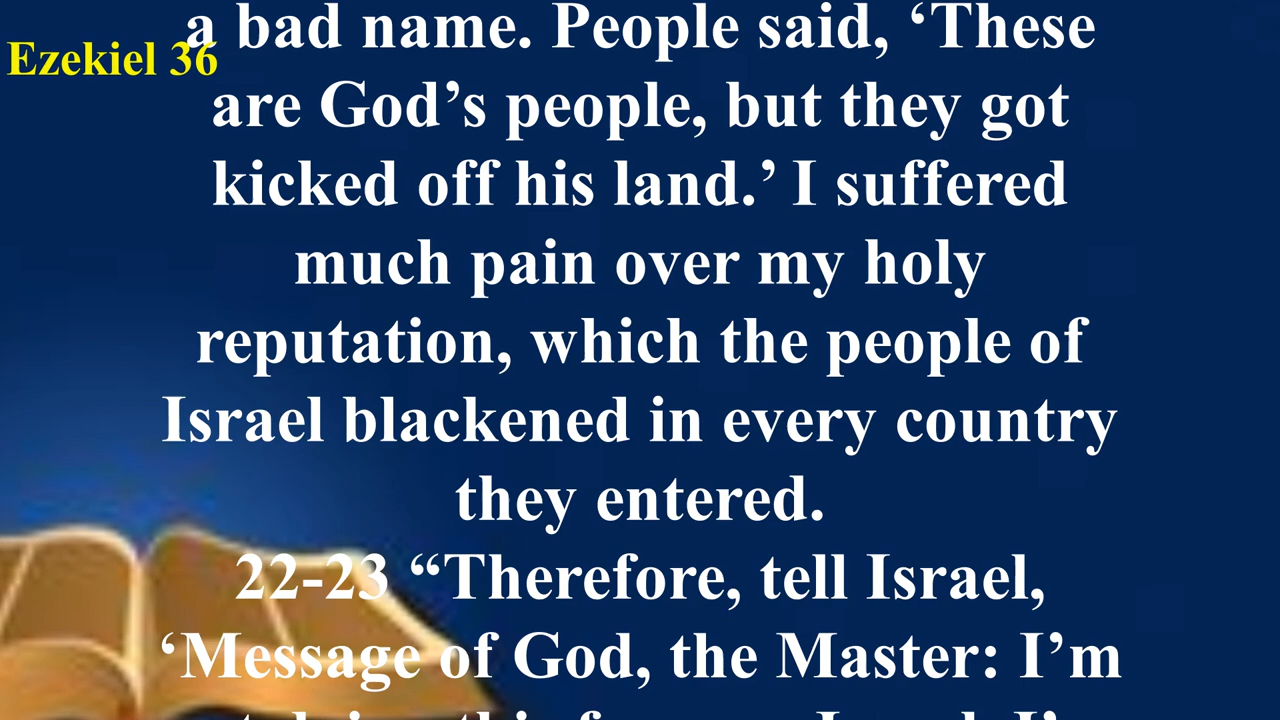 a bad name. People said, ‘These
Ezekiel 36
are God’s people, but they got
kicked off his land.’ I suffered
much pain over my holy
reputation, which the people of
Israel blackened in every country
they entered.
22-23 “Therefore, tell Israel,
‘Message of God, the Master: I’m